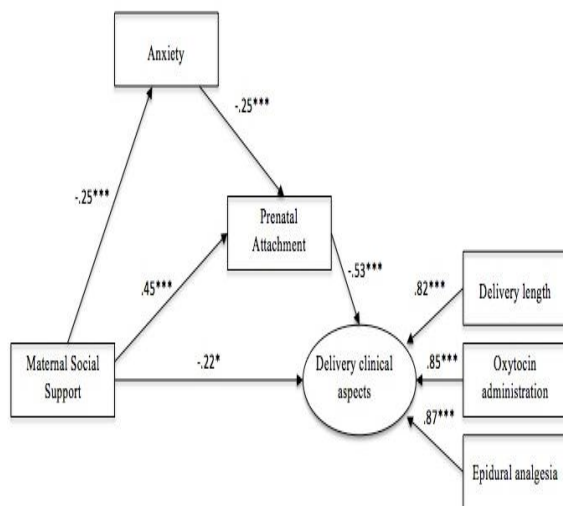 Anxiety
-.25***
-.25***
Prenatal
Attachment
.45***
-.53***
Delivery length
.82***
Maternal Social
Support
-.22*
Delivery clinical
aspects
.85***
Oxytocin
administration
.87***
Epidural analgesia